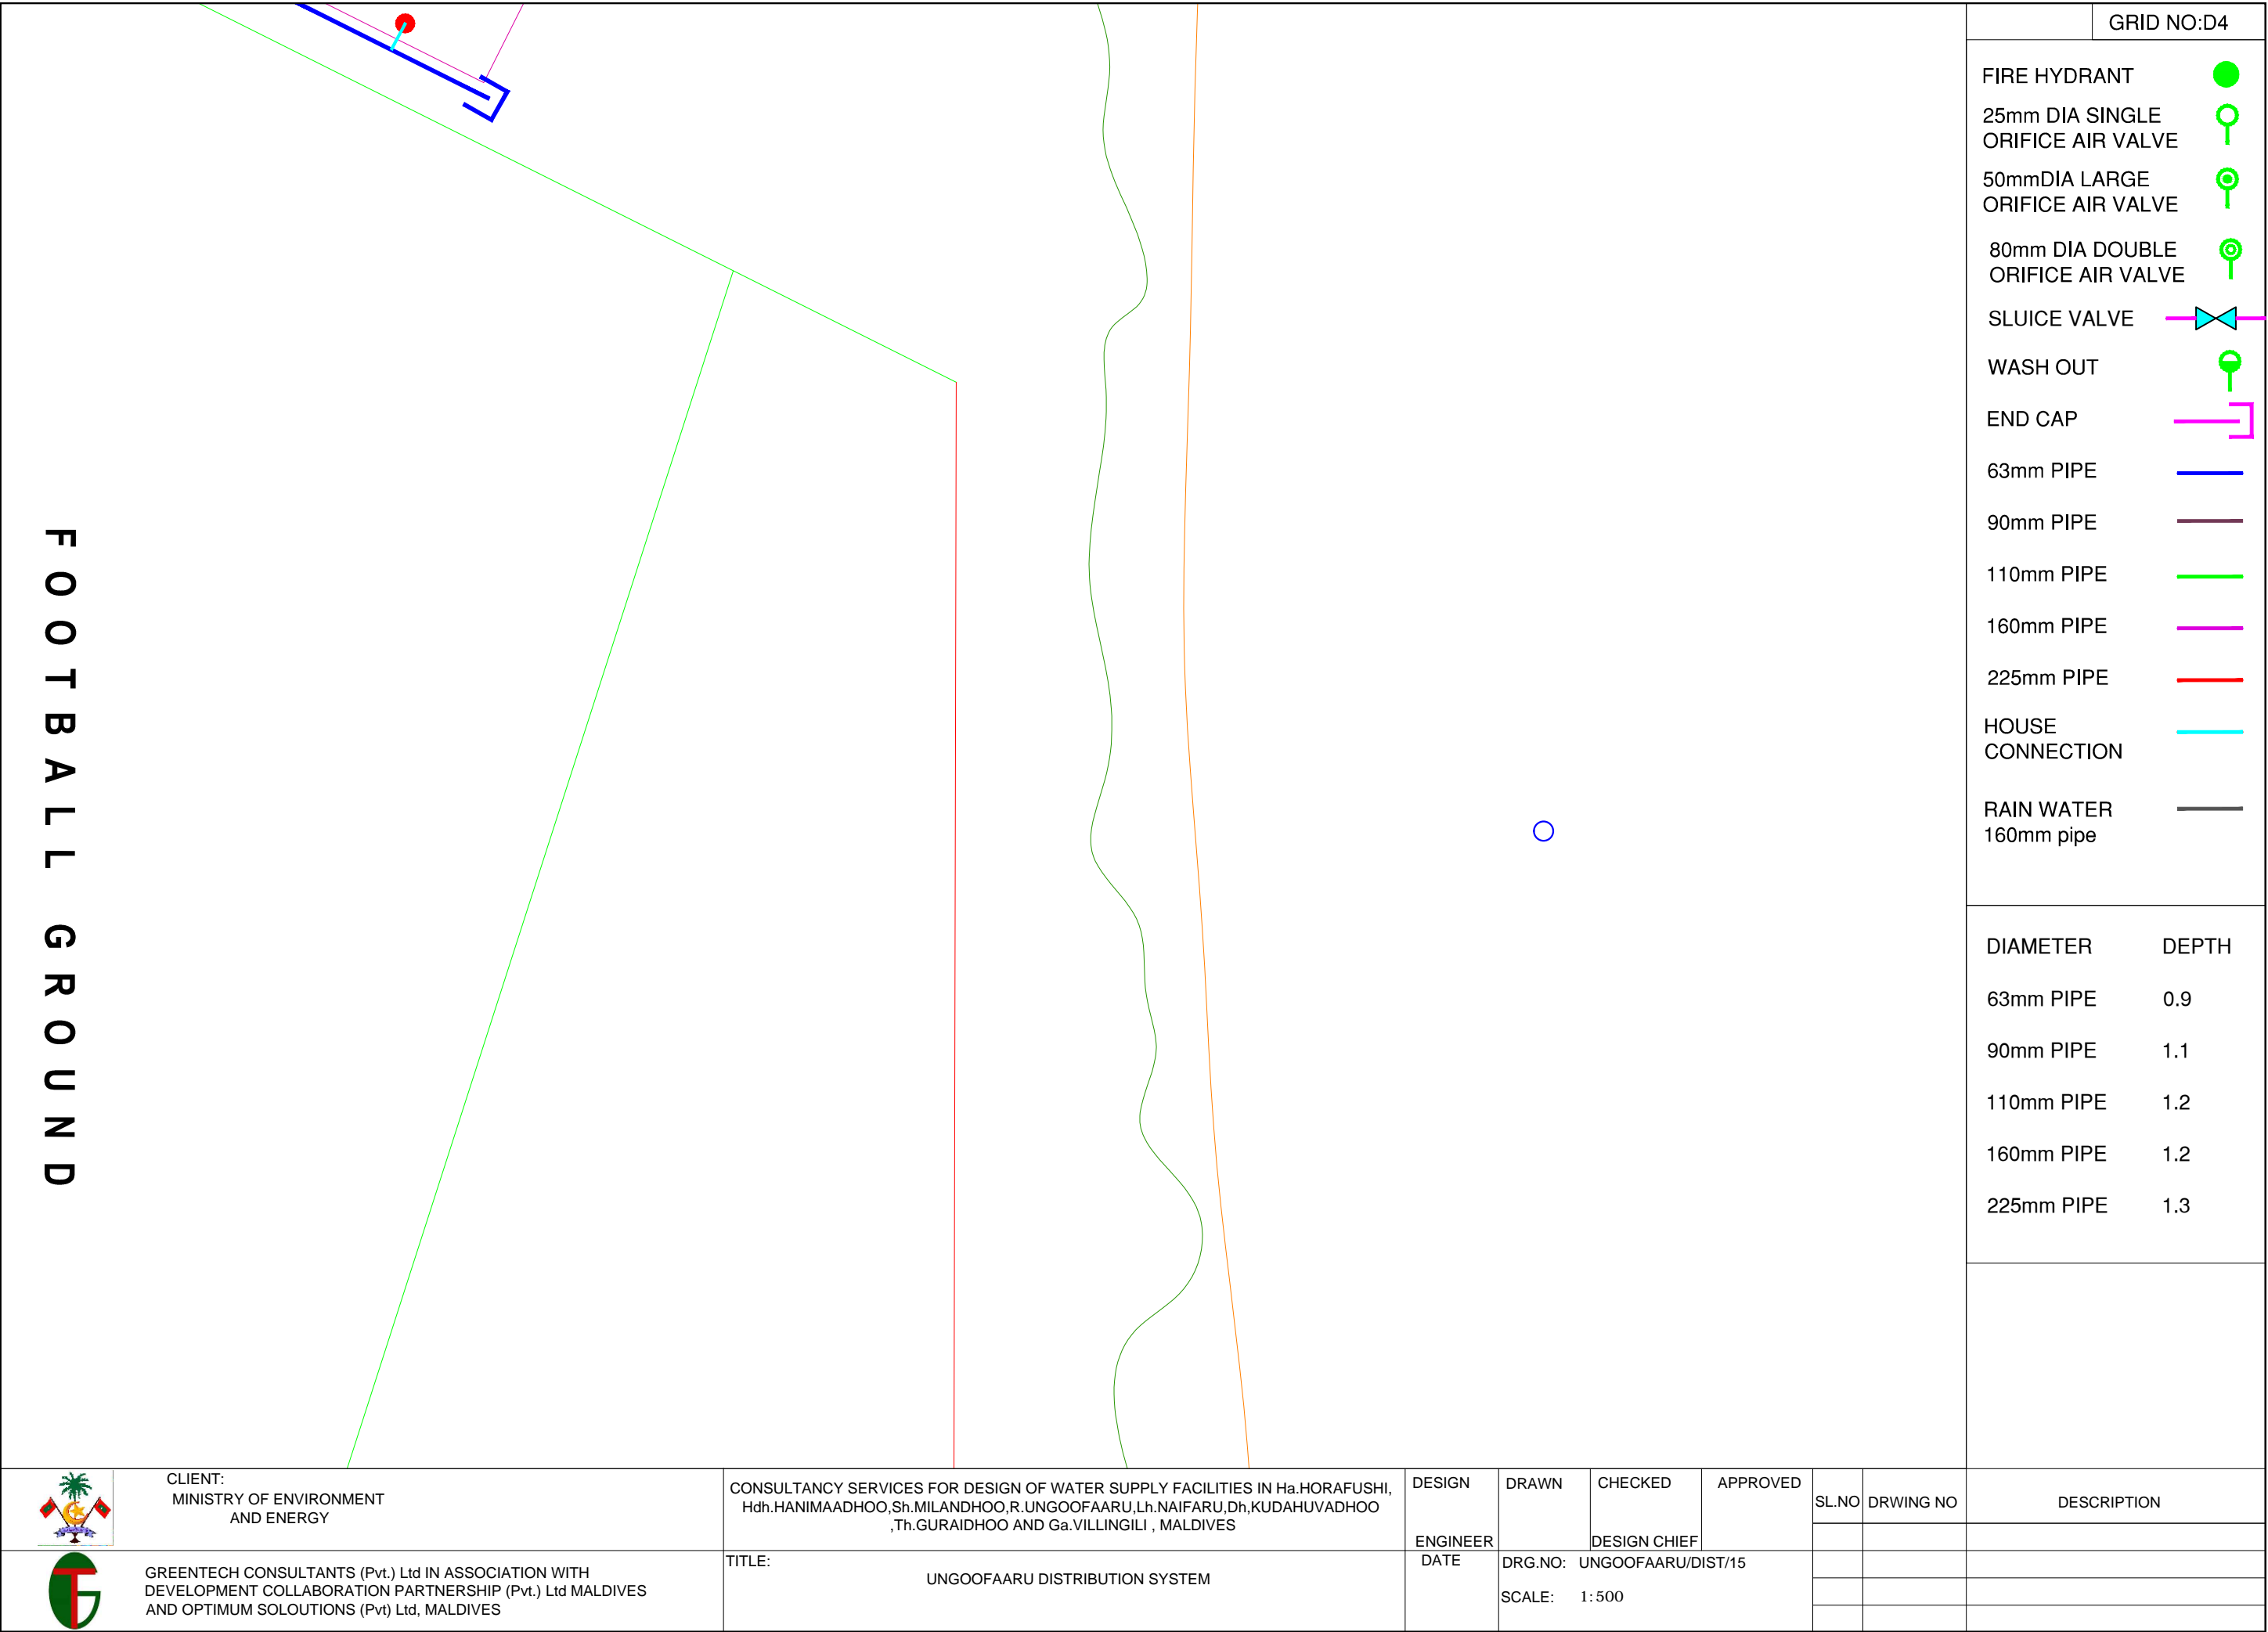 FOOTBALL GROUND
GRID NO:D4
FIRE HYDRANT
25mm DIA SINGLE
ORIFICE AIR VALVE
50mmDIA LARGE
ORIFICE AIR VALVE
80mm DIA DOUBLE
ORIFICE AIR VALVE
SLUICE VALVE
WASH OUT
END CAP
63mm PIPE
90mm PIPE
110mm PIPE
160mm PIPE
225mm PIPE
HOUSE
CONNECTION
RAIN WATER
160mm pipe
DIAMETER DEPTH
63mm PIPE 0.9
90mm PIPE 1.1
110mm PIPE 1.2
160mm PIPE 1.2
225mm PIPE 1.3
CLIENT:
MINISTRY OF ENVIRONMENT
AND ENERGY
GREENTECH CONSULTANTS (Pvt.) Ltd IN ASSOCIATION WITH
DEVELOPMENT COLLABORATION PARTNERSHIP (Pvt.) Ltd MALDIVES
AND OPTIMUM SOLOUTIONS (Pvt) Ltd, MALDIVES
CONSULTANCY SERVICES FOR DESIGN OF WATER SUPPLY FACILITIES IN Ha.HORAFUSHI,
Hdh.HANIMAADHOO,Sh.MILANDHOO,R.UNGOOFAARU,Lh.NAIFARU,Dh,KUDAHUVADHOO
,Th.GURAIDHOO AND Ga.VILLINGILI , MALDIVES
TITLE:
UNGOOFAARU DISTRIBUTION SYSTEM
DESIGN DRAWN CHECKED APPROVED
ENGINEER DESIGN CHIEF
DATE DRG.NO: UNGOOFAARU/DIST/15
SCALE: 1:500
SL.NO DRWING NO DESCRIPTION